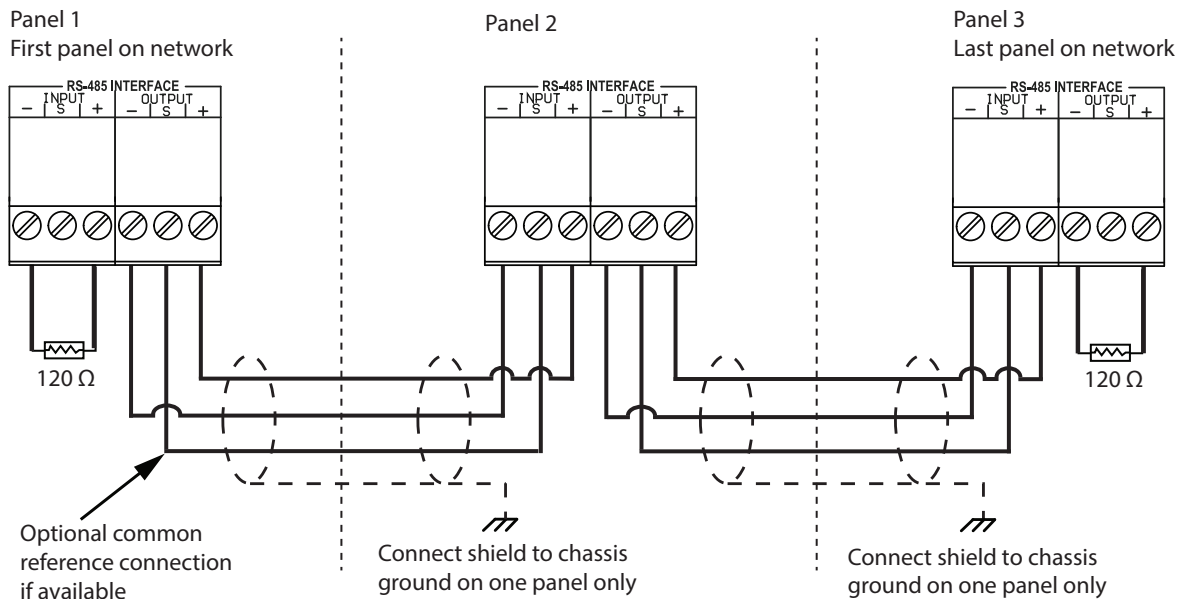 Panel 1
First panel on network
Panel 2
Panel 3
Last panel on network
RS-485 INTERFACE
INPUT OUTPUT
– S + – S +
RS-485 INTERFACE
INPUT OUTPUT
– S + – S +
RS-485 INTERFACE
INPUT OUTPUT
– S + – S +
120 Ω
120 Ω
Optional common
reference connection
if available
Connect shield to chassis
ground on one panel only
Connect shield to chassis
ground on one panel only